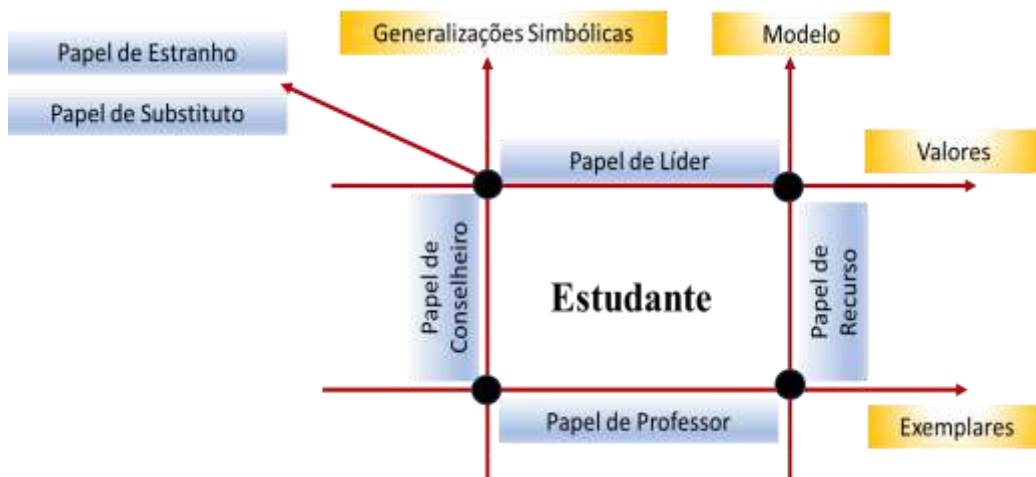 Generalizações Simbólicas
Modelo
Papel de Estranho
Papel de Substituto
Papel de Líder
Valores
Papel de
Conselheiro
Estudante
Papel de
Recurso
Papel de Professor
Exemplares